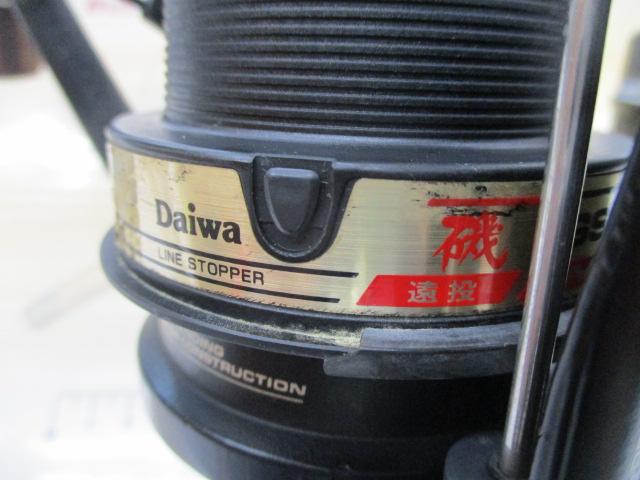 Daiwa
LINE STOPPER
磯
遠投
CONSTRUCTION